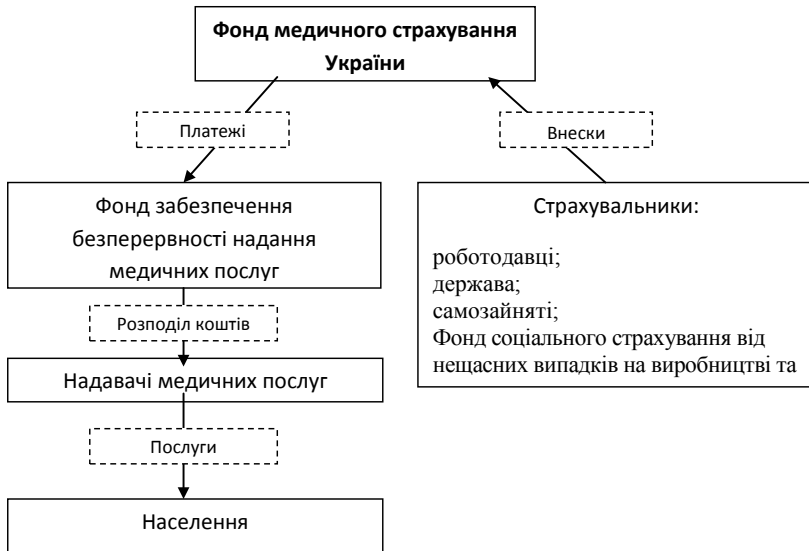 Фонд медичного страхування
України
Платежі
Внески
Фонд забезпечення
безперервності надання
медичних послуг
Страхувальники:
роботодавці;
держава;
самозайняті;
Фонд соціального страхування від
нещасних випадків на виробництві та
Розподіл коштів
Надавачі медичних послуг
Послуги
Населення